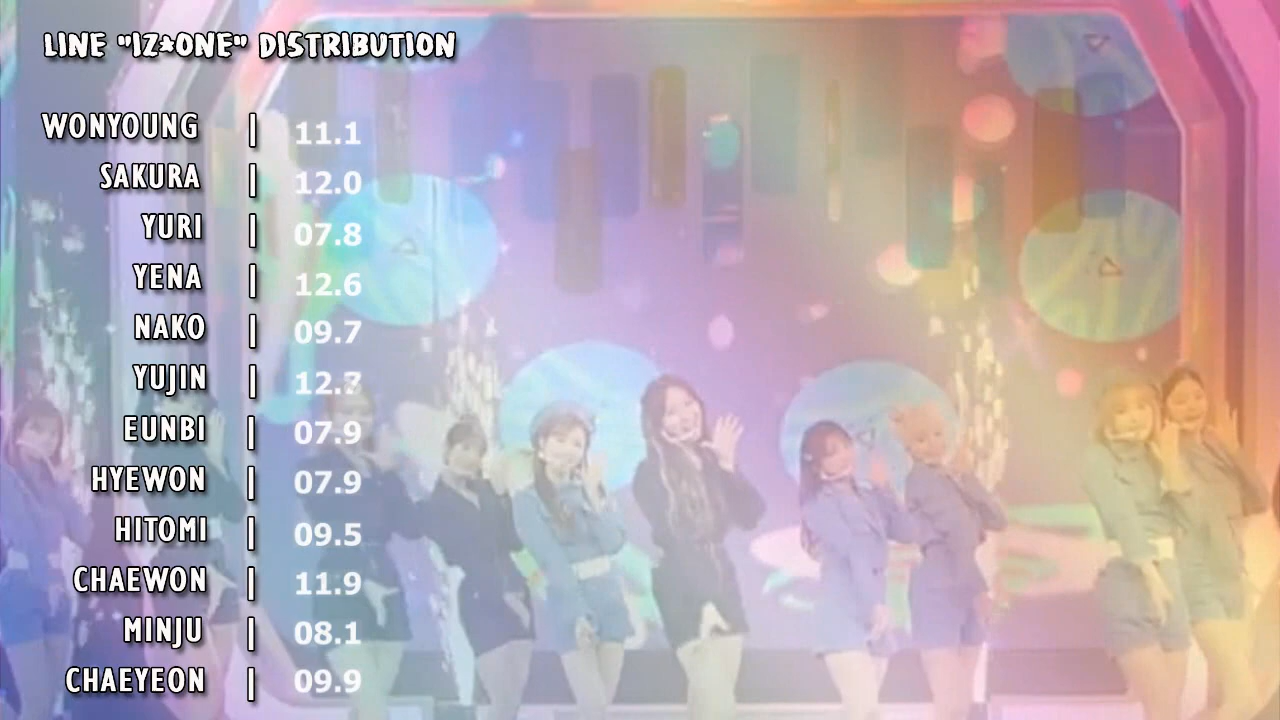 LINE "IZ*ONE" DISTRIBUTION
WONYOUNG | 11.1
SAKURA | 12.0
YURI | 07.8
YENA | 12.6
NAKO | 09.7
YUJIN | 12.7
EUNBI | 07.9
HYEWON | 07.9
HITOMI | 09.5
CHAEWON | 11.9
MINJU | 08.1
CHAEYEON | 09.9